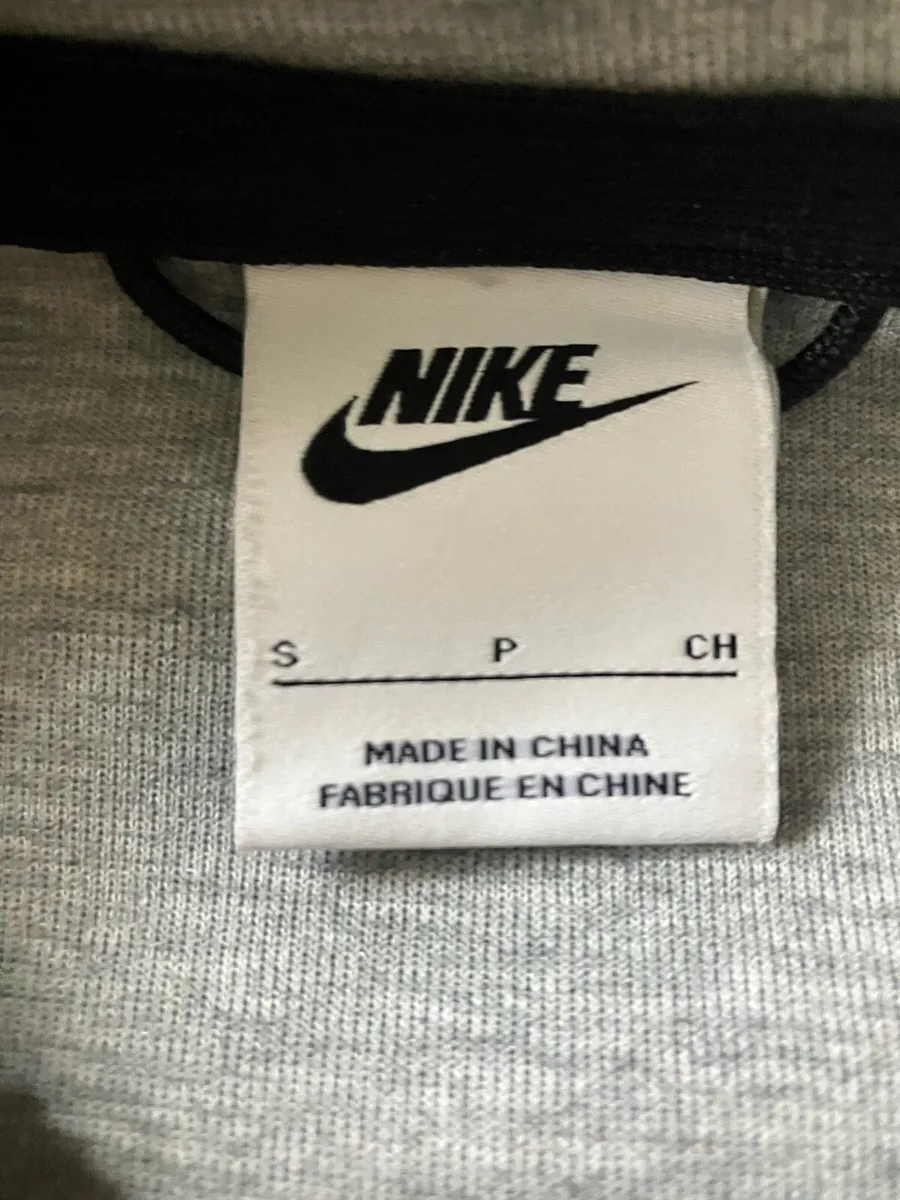 NIKE
S P CH
MADE IN CHINA
FABRIQUE EN CHINE